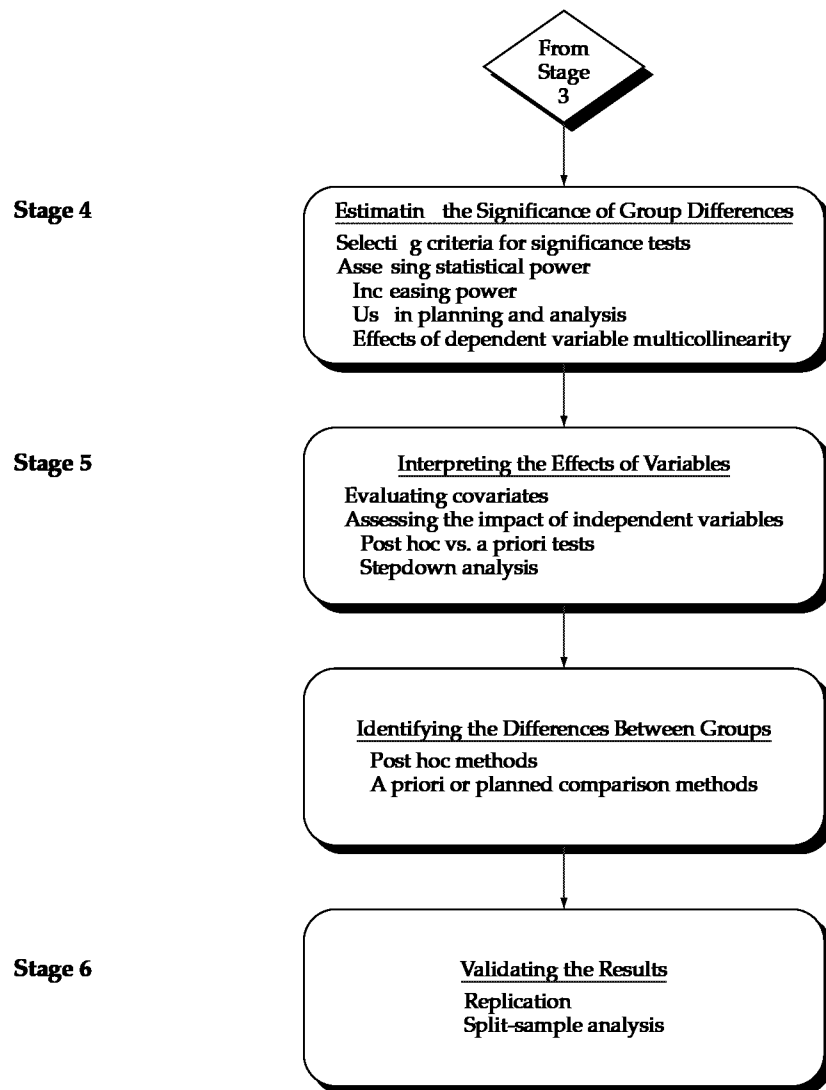 From
Stage
3
Stage 4
Estimatin the Significance of Group Differences
Selecti g criteria for significance tests
Asse sing statistical power
Inc easing power
Us in planning and analysis
Effects of dependent variable multicollinearity
Stage 5
Interpreting the Effects of Variables
Evaluating covariates
Assessing the impact of independent variables
Post hoc vs. a priori tests
Stepdown analysis
Identifying the Differences Between Groups
Post hoc methods
A priori or planned comparison methods
Stage 6
Validating the Results
Replication
Split-sample analysis